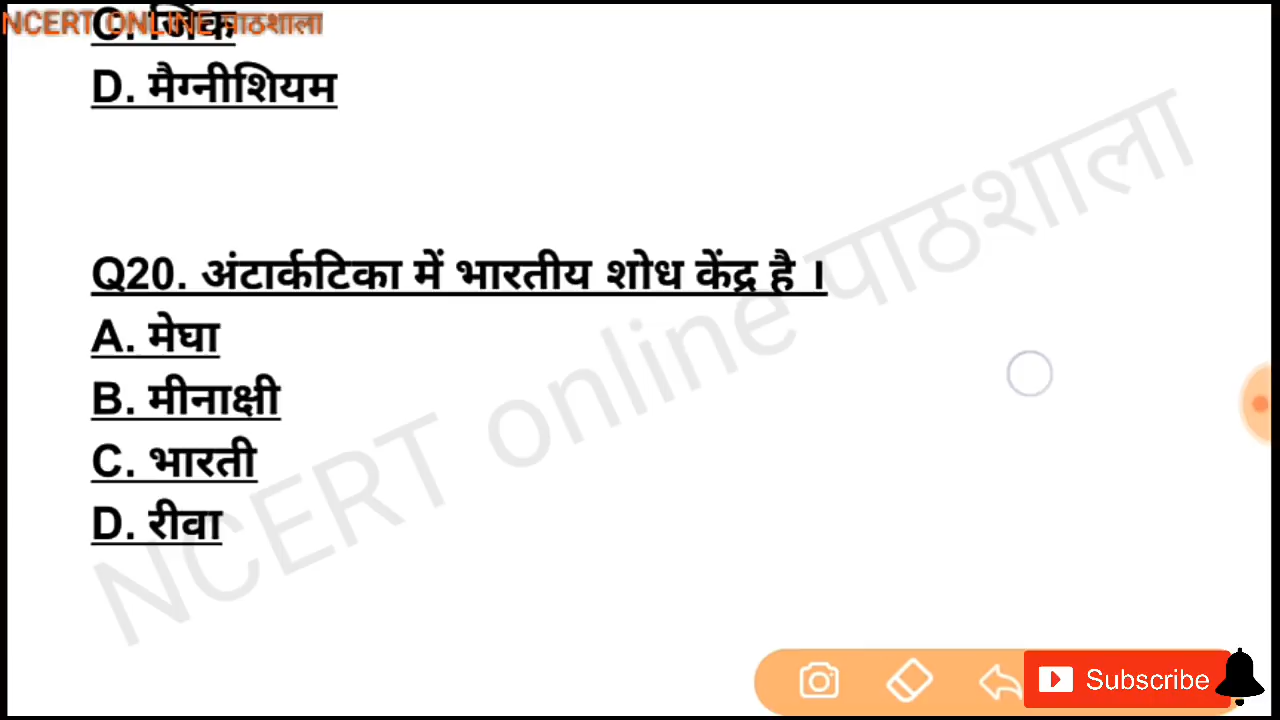 NCERT ONLINE पाठशाला
C. जिंक
D. मैग्नीशियम
Q20. अंटार्कटिका में भारतीय शोध केंद्र है ।
A. मेघा
B. मीनाक्षी
C. भारती
D. रीवा
NCERT online पाठशाला
Subscribe